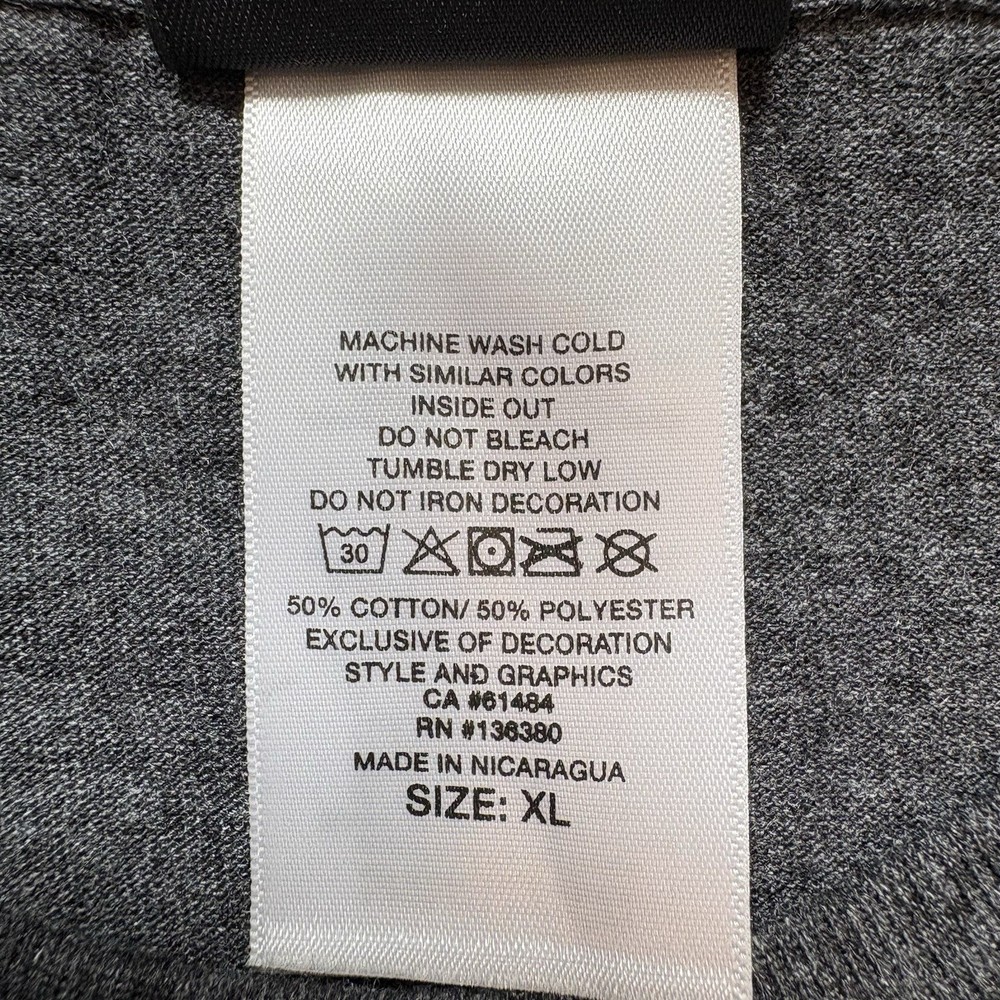 MACHINE WASH COLD
WITH SIMILAR COLORS
INSIDE OUT
DO NOT BLEACH
TUMBLE DRY LOW
DO NOT IRON DECORATION
30
50% COTTON/ 50% POLYESTER
EXCLUSIVE OF DECORATION
STYLE AND GRAPHICS
CA #61484
RN #136380
MADE IN NICARAGUA
SIZE: XL